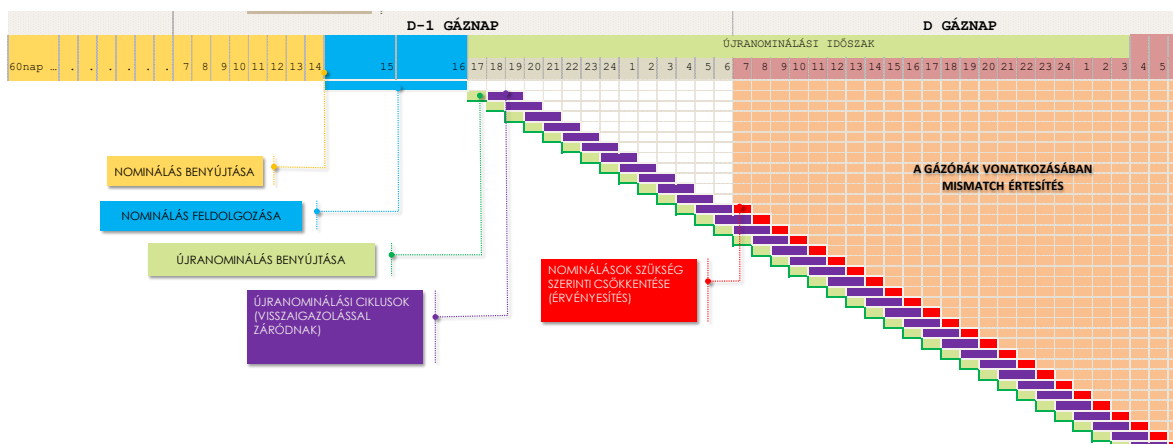 D-1 GÁZNAP D GÁZNAP
ÚJRANOMINÁLÁSI IDŐSZAK
60nap … . . . . . . 7 8 9 10 11 12 13 14 15 16 17 18 19 20 21 22 23 24 1 2 3 4 5 6 7 8 9 10 11 12 13 14 15 16 17 18 19 20 21 22 23 24 1 2 3 4 5
NOMINÁLÁS BENYÚJTÁSA
A GÁZÓRÁK VONATKOZÁSÁBAN
MISMATCH ÉRTESÍTÉS
NOMINÁLÁS FELDOLGOZÁSA
ÚJRANOMINÁLÁS BENYÚJTÁSA
NOMINÁLÁSOK SZÜKSÉG
SZERINTI CSÖKKENTÉSE
(ÉRVÉNYESÍTÉS)
ÚJRANOMINÁLÁSI CIKLUSOK
(VISSZAIGAZOLÁSSAL
ZÁRÓDNAK)